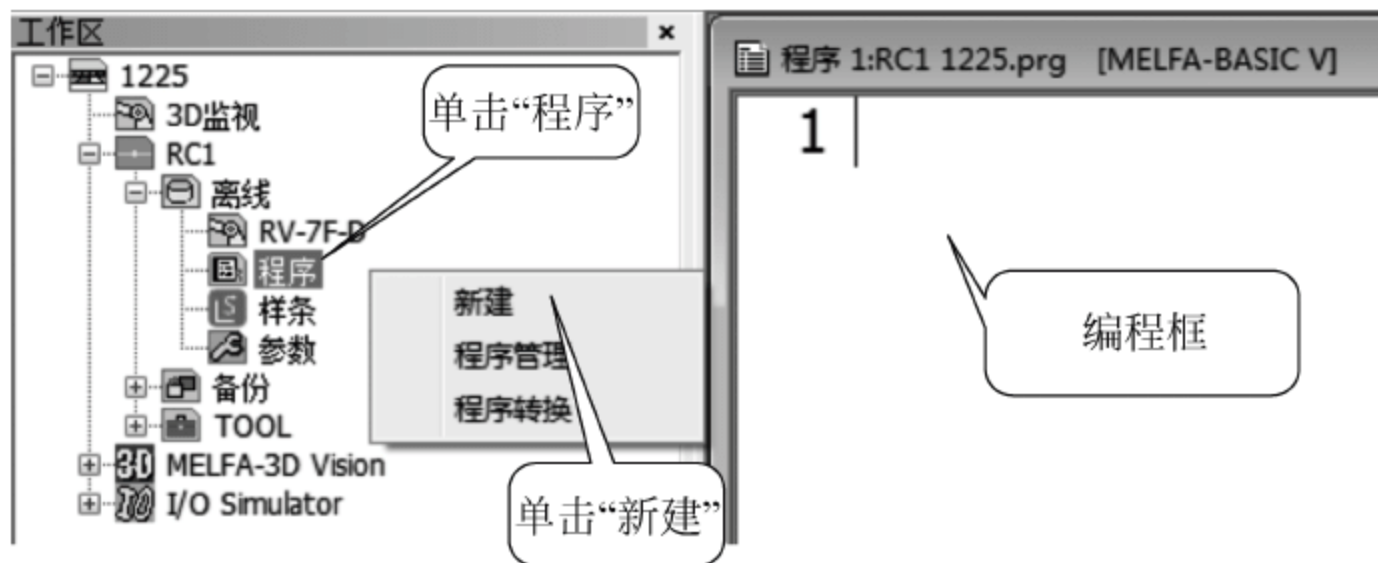 工作区
1225
3D监视
RC1
离线
RV-7F-D
程序
样条
参数
备份
TOOL
MELFA-3D Vision
I/O Simulator
单击“程序”
新建
程序管理
程序转换
单击“新建”
程序 1:RC1 1225.prg [MELFA-BASIC V]
1
编程框